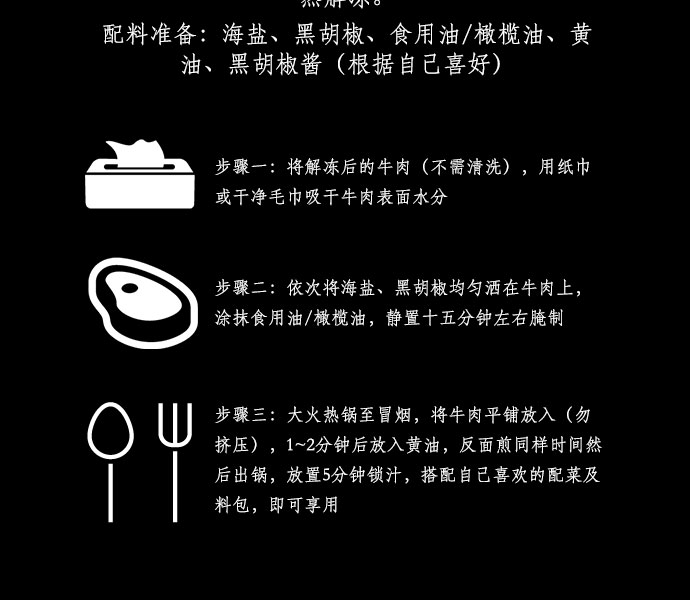 配料准备：海盐、黑胡椒、食用油/橄榄油、黄
油、黑胡椒酱（根据自己喜好）
步骤一：将解冻后的牛肉（不需清洗），用纸巾
或干净毛巾吸干牛肉表面水分
步骤二：依次将海盐、黑胡椒均匀洒在牛肉上，
涂抹食用油/橄榄油，静置十五分钟左右腌制
步骤三：大火热锅至冒烟，将牛肉平铺放入（勿
挤压），1~2分钟后放入黄油，反面煎同样时间然
后出锅，放置5分钟锁汁，搭配自己喜欢的配菜及
料包，即可享用